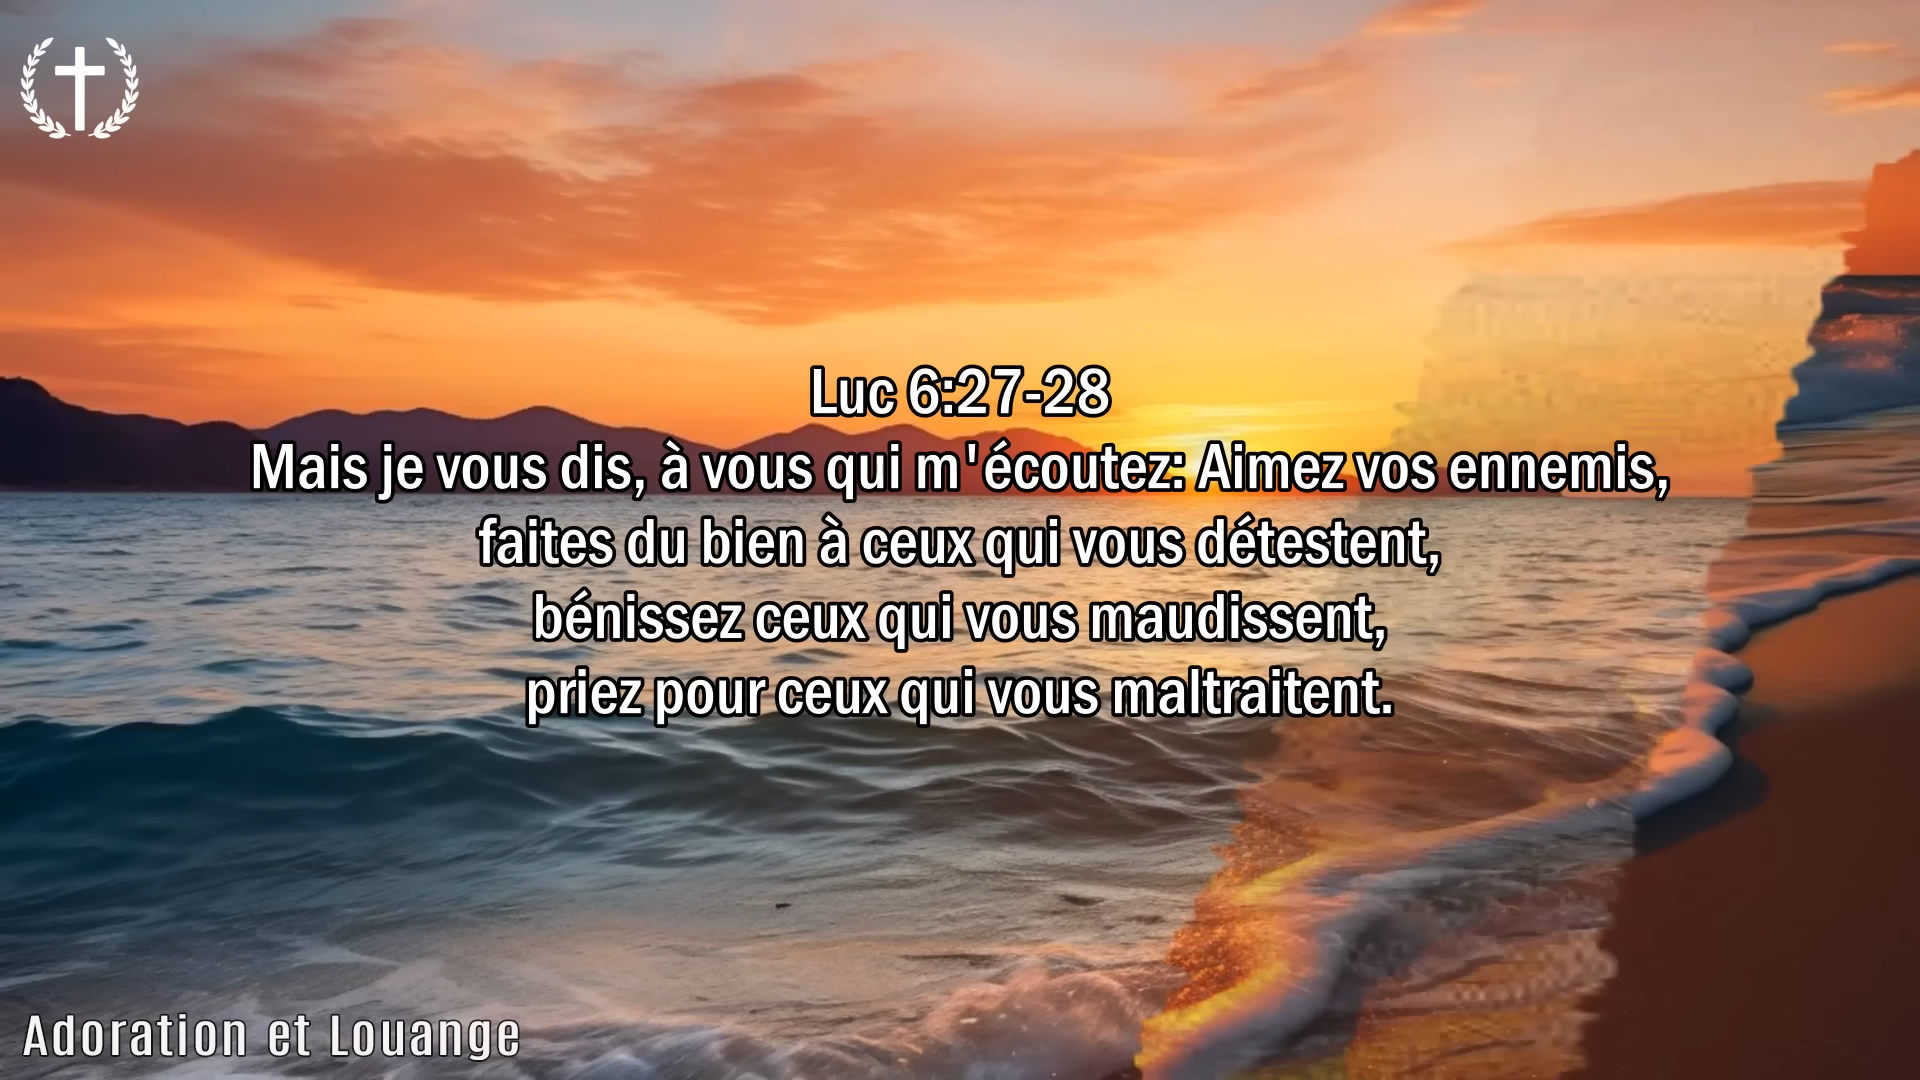 Luc 6:27-28
Mais je vous dis, à vous qui m'écoutez: Aimez vos ennemis,
faites du bien à ceux qui vous détestent,
bénissez ceux qui vous maudissent,
priez pour ceux qui vous maltraitent.
Adoration et Louange